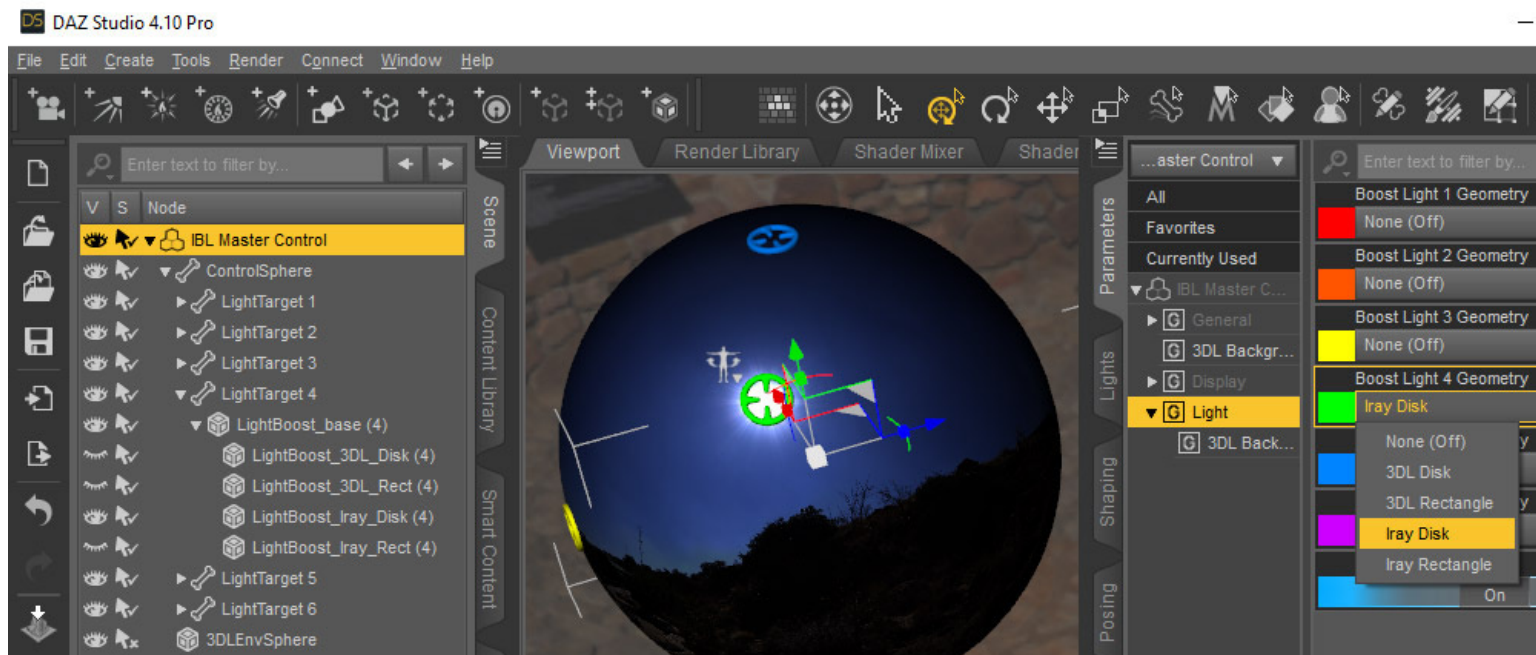 DS DAZ Studio 4.10 Pro
File Edit Create Tools Render Connect Window Help
Enter text to filter by...
V S Node
IBL Master Control
ControlSphere
LightTarget 1
LightTarget 2
LightTarget 3
LightTarget 4
LightBoost_base (4)
LightBoost_3DL_Disk (4)
LightBoost_3DL_Rect (4)
LightBoost_Iray_Disk (4)
LightBoost_Iray_Rect (4)
LightTarget 5
LightTarget 6
3DLEnvSphere
Scene
Content Library
Smart Content
Viewport Render Library Shader Mixer Shader
Parameters
Lights
Shaping
Posing
...aster Control
All
Favorites
Currently Used
IBL Master C...
G General
G 3DL Backgr...
G Display
G Light
G 3DL Back...
Enter text to filter by...
Boost Light 1 Geometry
None (Off)
Boost Light 2 Geometry
None (Off)
Boost Light 3 Geometry
None (Off)
Boost Light 4 Geometry
Iray Disk
None (Off)
3DL Disk
3DL Rectangle
Iray Disk
Iray Rectangle
On